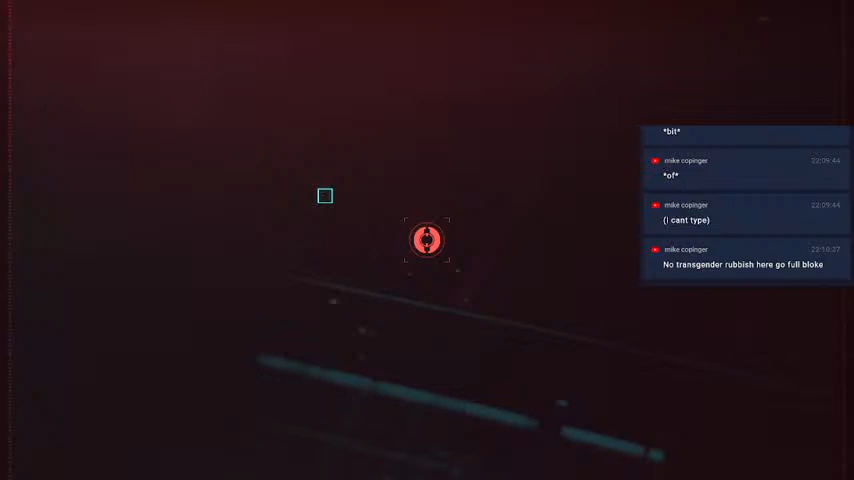 *bit*
mike copinger 22:09:44
*of*
mike copinger 22:09:44
(I cant type)
mike copinger 22:10:37
No transgender rubbish here go full bloke